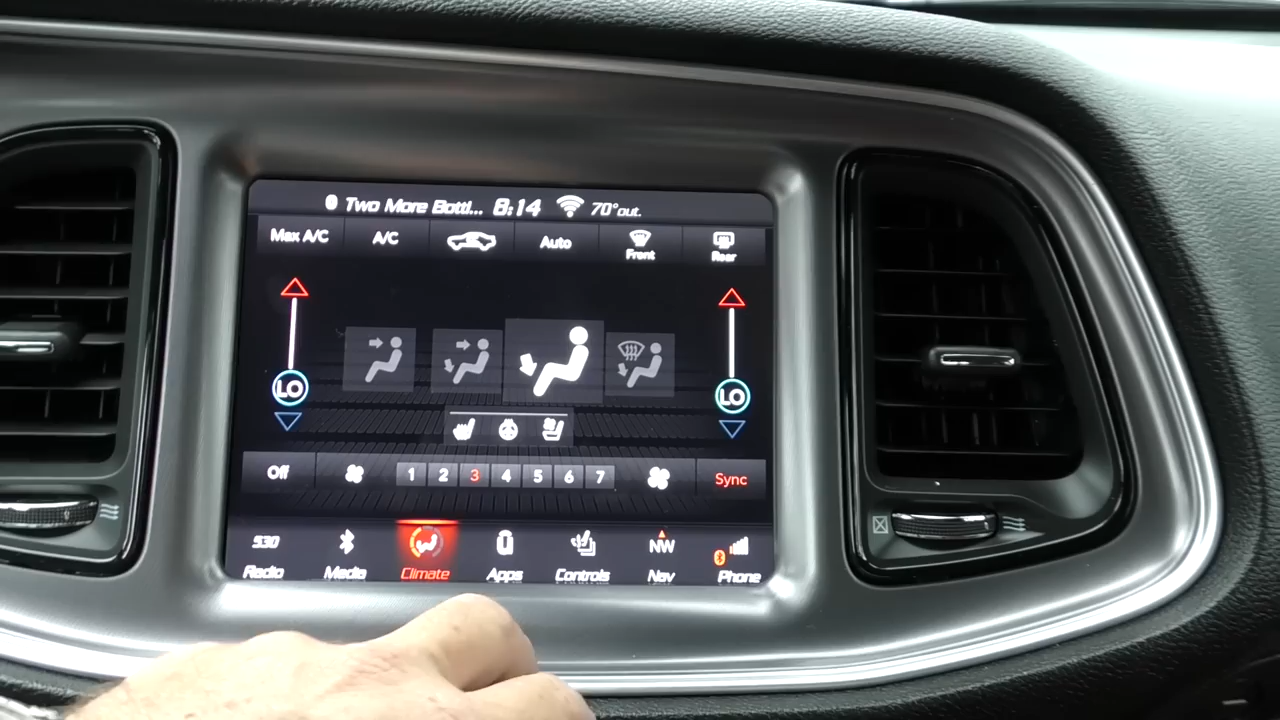 Two More Botti... 8:14 70°out.
Max A/C A/C Auto Front Rear
LO LO
Off 1 2 3 4 5 6 7 Sync
530 NW
Radio Media Climate Apps Controls Nav Phone